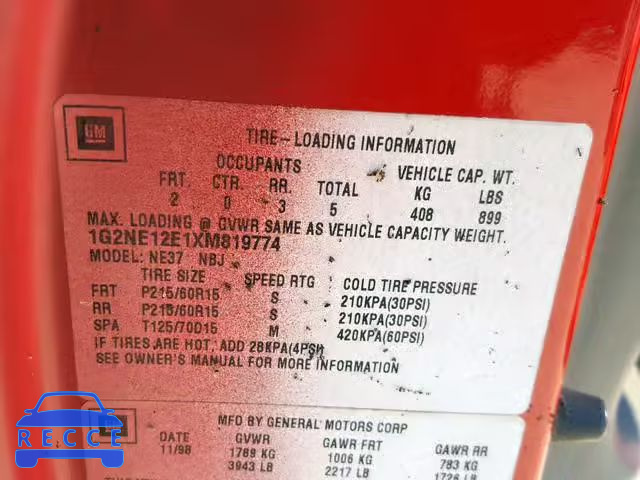 GM
TIRE-LOADING INFORMATION
OCCUPANTS VEHICLE CAP. WT.
FRT. CTR. RR. TOTAL KG LBS
2 0 3 5 408 899
MAX. LOADING @ GVWR SAME AS VEHICLE CAPACITY WEIGHT.
1G2NE12E1XM819774
MODEL: NE37 NBJ
TIRE SIZE SPEED RTG COLD TIRE PRESSURE
FRT P215/60R15 S 210KPA(30PSI)
RR P215/60R15 S 210KPA(30PSI)
SPA T125/70D15 M 420KPA(60PSI)
IF TIRES ARE HOT, ADD 28KPA(4PSI)
SEE OWNER'S MANUAL FOR MORE INFORMATION
GM
MFD BY GENERAL MOTORS CORP
DATE GVWR GAWR FRT GAWR RR
11/98 1789 KG 1006 KG 783 KG
3943 LB 2217 LB 1726 LB
RECCE